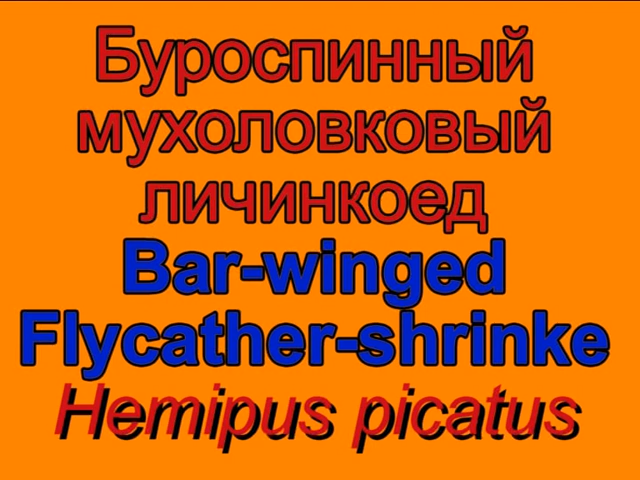 Буроспинный
мухоловковый
личинкоед
Bar-winged
Flycather-shrinke
Hemipus picatus